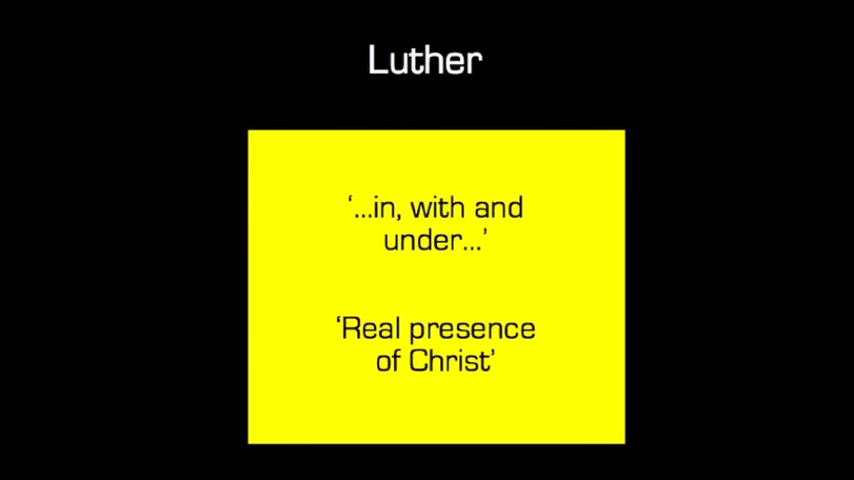 Luther
‘...in, with and
under...’
‘Real presence
of Christ’